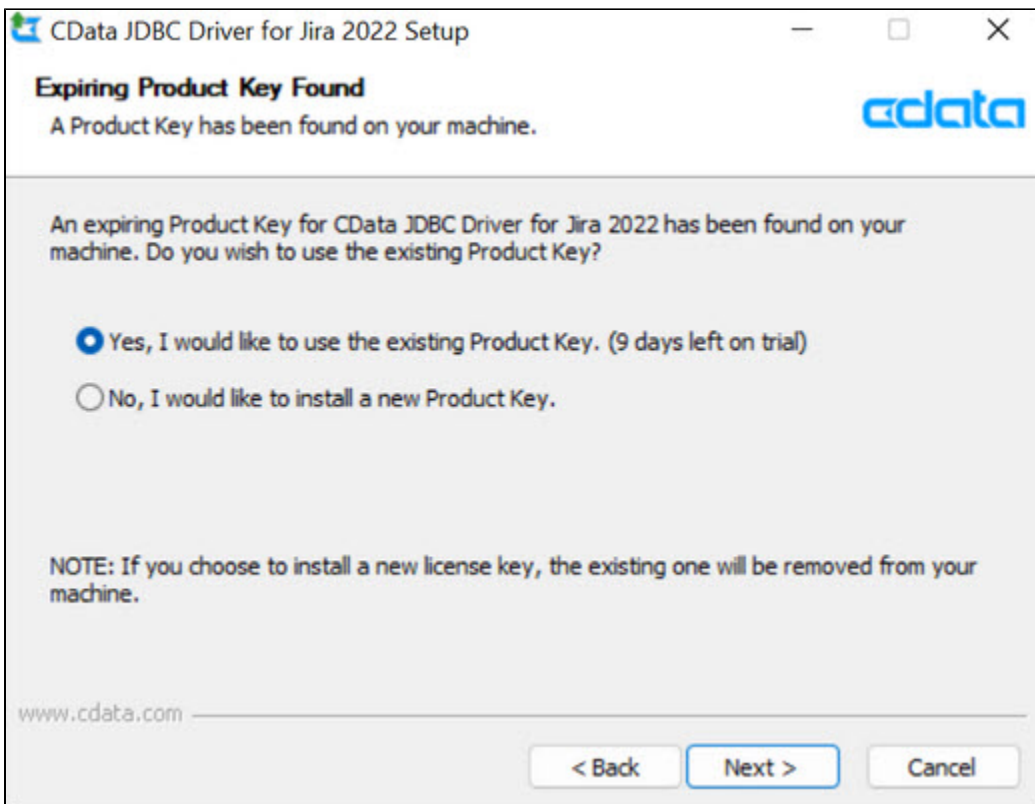 CData JDBC Driver for Jira 2022 Setup
Expiring Product Key Found
A Product Key has been found on your machine.
cdata
An expiring Product Key for CData JDBC Driver for Jira 2022 has been found on your
machine. Do you wish to use the existing Product Key?
Yes, I would like to use the existing Product Key. (9 days left on trial)
No, I would like to install a new Product Key.
NOTE: If you choose to install a new license key, the existing one will be removed from your
machine.
www.cdata.com
< Back Next > Cancel